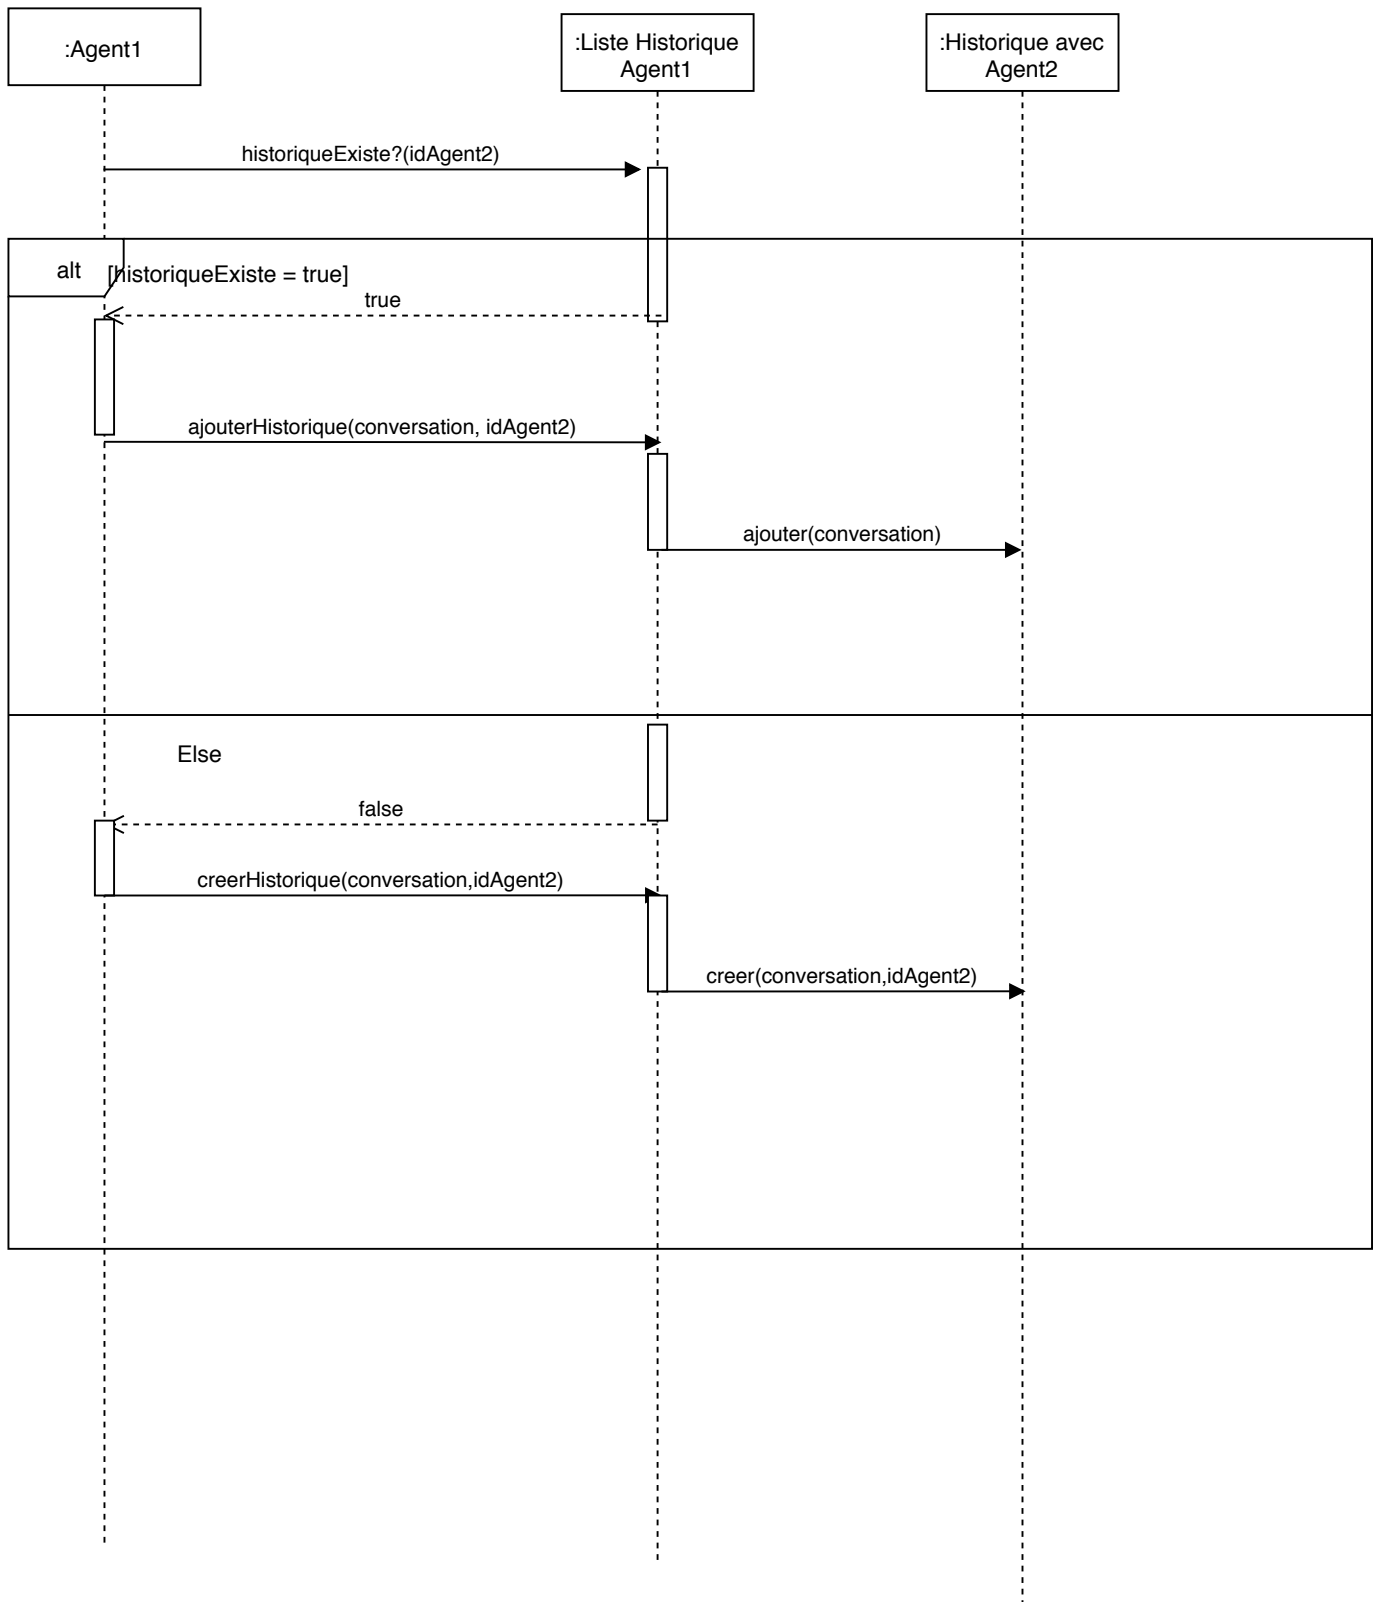 :Agent1
:Liste Historique
Agent1
:Historique avec
Agent2
historiqueExiste?(idAgent2)
alt
[historiqueExiste = true]
true
ajouterHistorique(conversation, idAgent2)
ajouter(conversation)
Else
false
creerHistorique(conversation,idAgent2)
creer(conversation,idAgent2)